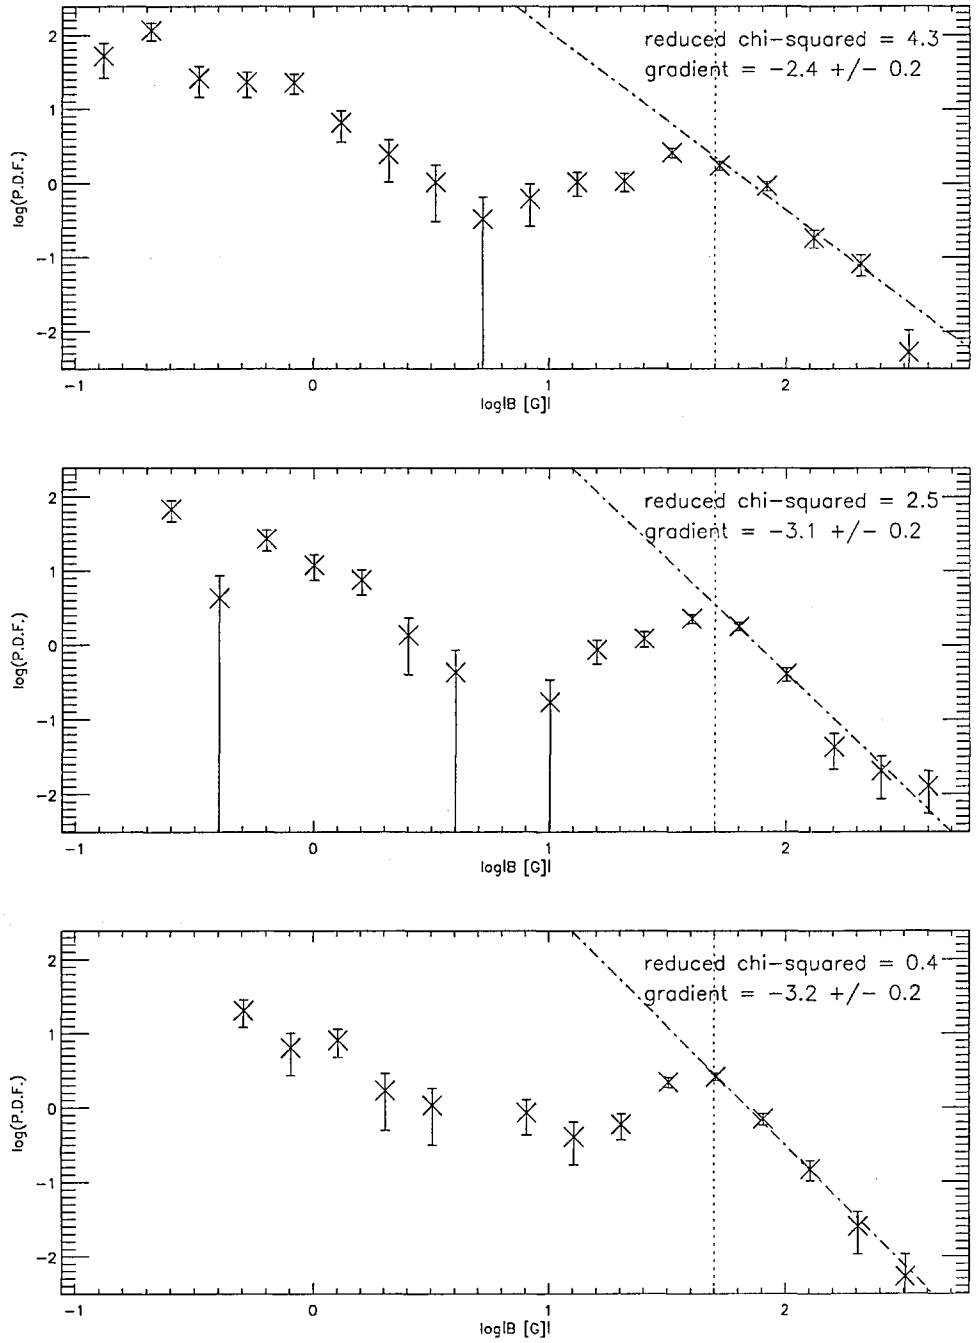 reduced chi-squared = 4.3
gradient = -2.4 +/- 0.2
2
1
0
-1
-2
log(P.D.F.)
-1 0 1 2
log|B [G]|
reduced chi-squared = 2.5
gradient = -3.1 +/- 0.2
2
1
0
-1
-2
log(P.D.F.)
-1 0 1 2
log|B [G]|
reduced chi-squared = 0.4
gradient = -3.2 +/- 0.2
2
1
0
-1
-2
log(P.D.F.)
-1 0 1 2
log|B [G]|